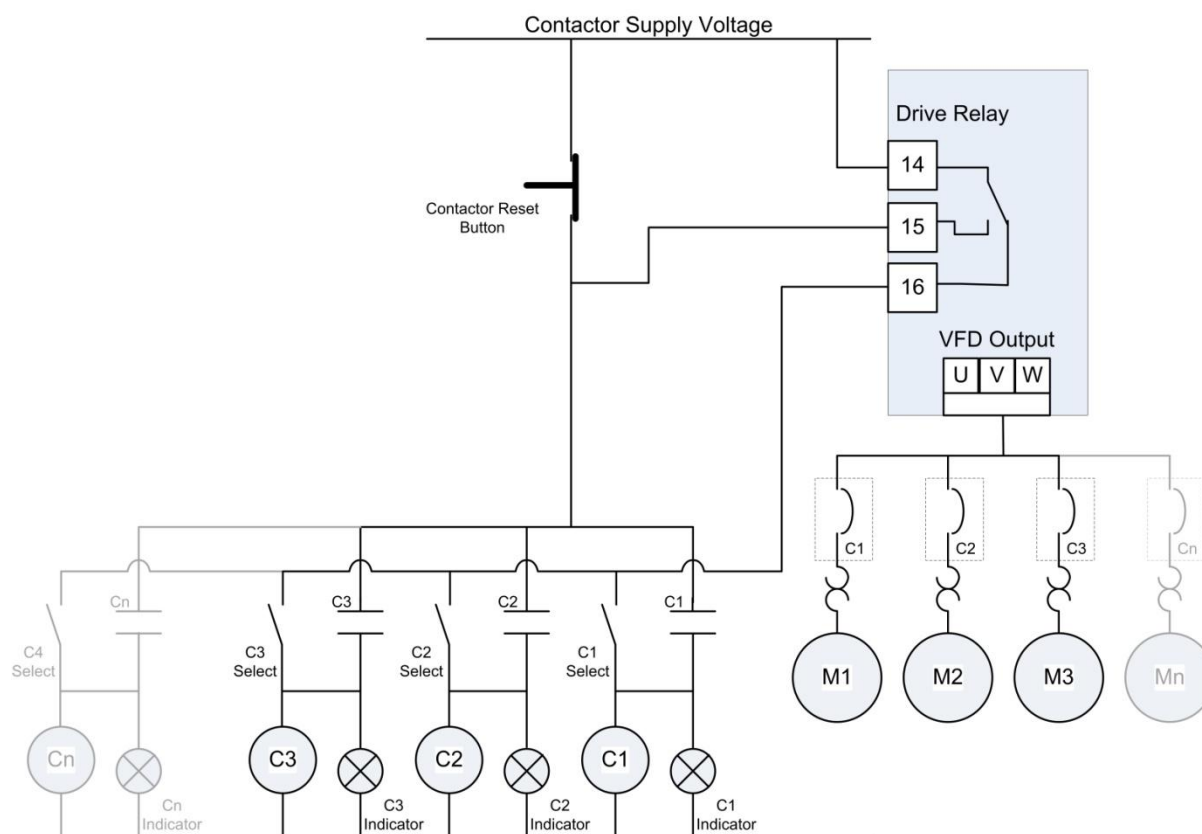 Contactor Supply Voltage
Drive Relay
14
15
16
Contactor Reset
Button
VFD Output
U V W
C1
C2
C3
Cn
M1
M2
M3
Mn
Cn
C3
C2
C1
C4
Select
C3
Select
C2
Select
C1
Select
Cn
C3
C2
C1
Cn
Indicator
C3
Indicator
C2
Indicator
C1
Indicator